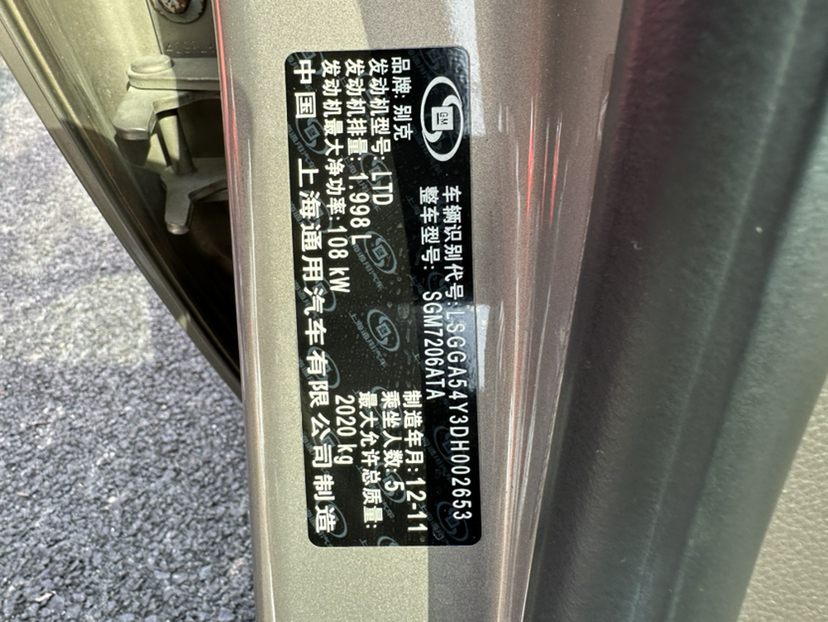 GM
车辆识别代号:LSGGA54Y3DH002653
整车型号: SGM7206ATA
品牌: 别克 制造年月:12-11
发动机型号:LTD 乘坐人数:5
发动机排量:1.998 L 最大允许总质量:
发动机最大净功率:108 kW 2020 kg
中国 上海通用汽车有限公司制造